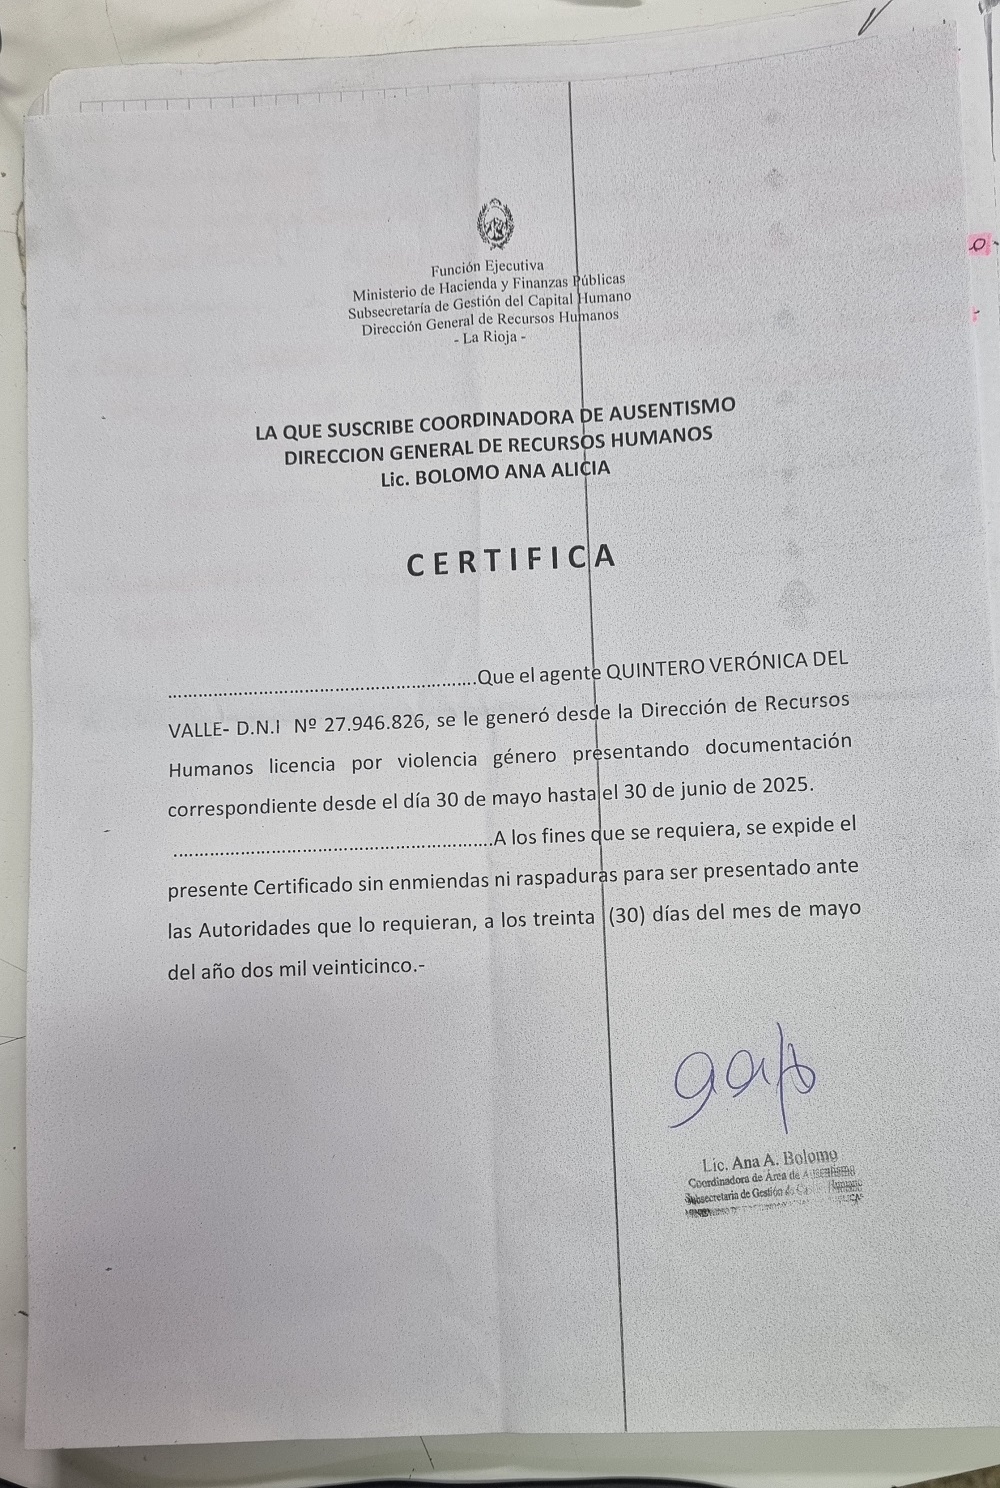 Función Ejecutiva
Ministerio de Hacienda y Finanzas Públicas
Subsecretaría de Gestión del Capital Humano
Dirección General de Recursos Humanos
- La Rioja -
LA QUE SUSCRIBE COORDINADORA DE AUSENTISMO
DIRECCION GENERAL DE RECURSOS HUMANOS
Lic. BOLOMO ANA ALICIA
CERTIFICA
..............................................................Que el agente QUINTERO VERÓNICA DEL
VALLE- D.N.I Nº 27.946.826, se le generó desde la Dirección de Recursos
Humanos licencia por violencia género presentando documentación
correspondiente desde el día 30 de mayo hasta el 30 de junio de 2025.
..............................................................A los fines que se requiera, se expide el
presente Certificado sin enmiendas ni raspaduras para ser presentado ante
las Autoridades que lo requieran, a los treinta (30) días del mes de mayo
del año dos mil veinticinco.-
Lic. Ana A. Bolomo
Coordinadora de Área de Ausentismo
Subsecretaria de Gestión de Humano